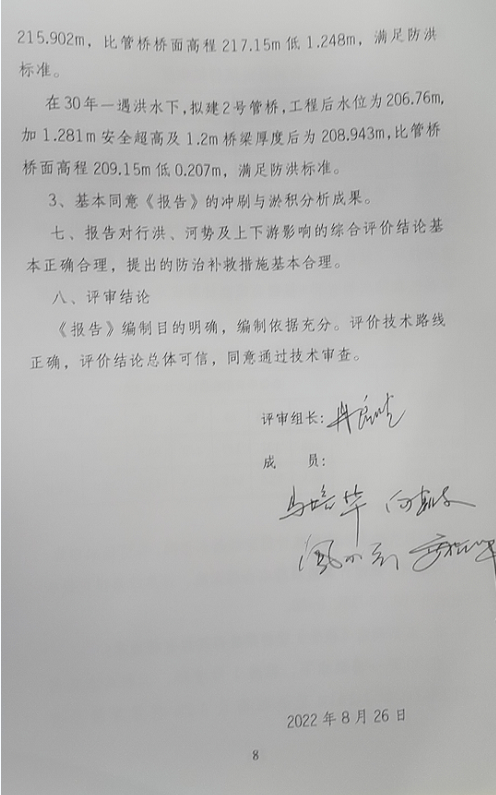 215.902m，比管桥桥面高程 217.15m 低 1.248m，满足防洪
标准。
在 30 年一遇洪水下，拟建 2 号管桥，工程后水位为 206.76m，
加 1.281m 安全超高及 1.2m 桥梁厚度后为 208.943m，比管桥
桥面高程 209.15m 低 0.207m，满足防洪标准。
3、基本同意《报告》的冲刷与淤积分析成果。
七、报告对行洪、河势及上下游影响的综合评价结论基
本正确合理，提出的防治补救措施基本合理。
八、评审结论
《报告》编制目的明确，编制依据充分。评价技术路线
正确，评价结论总体可信，同意通过技术审查。
评审组长：
成　员：
马培华
2022 年 8 月 26 日
8